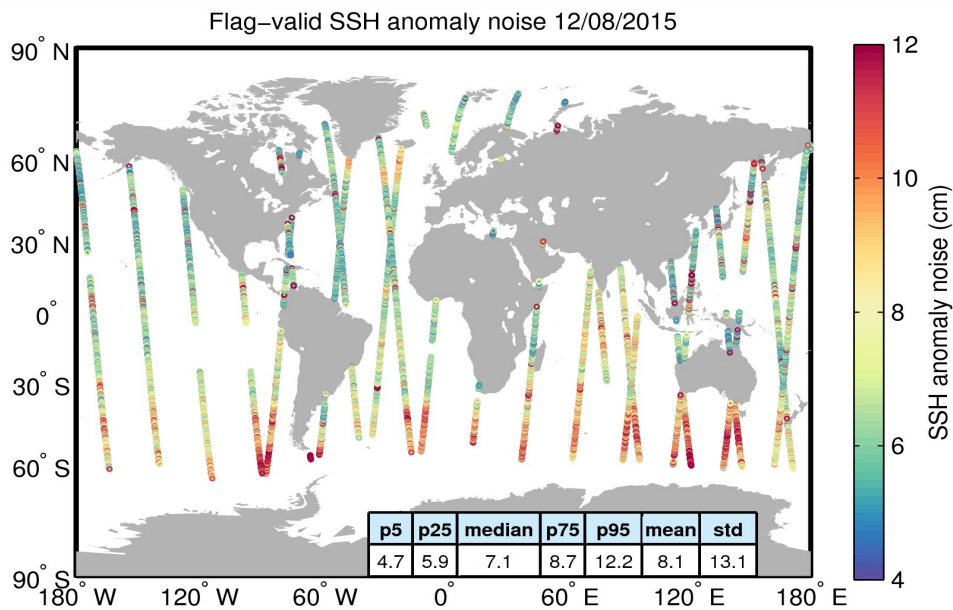 Flag−valid SSH anomaly noise 12/08/2015
90° N
60° N
30° N
0°
30° S
60° S
90° S
180° W
120° W
60° W
0°
60° E
120° E
180° E
12
10
8
6
4
SSH anomaly noise (cm)
p5 p25 median p75 p95 mean std
4.7 5.9 7.1 8.7 12.2 8.1 13.1